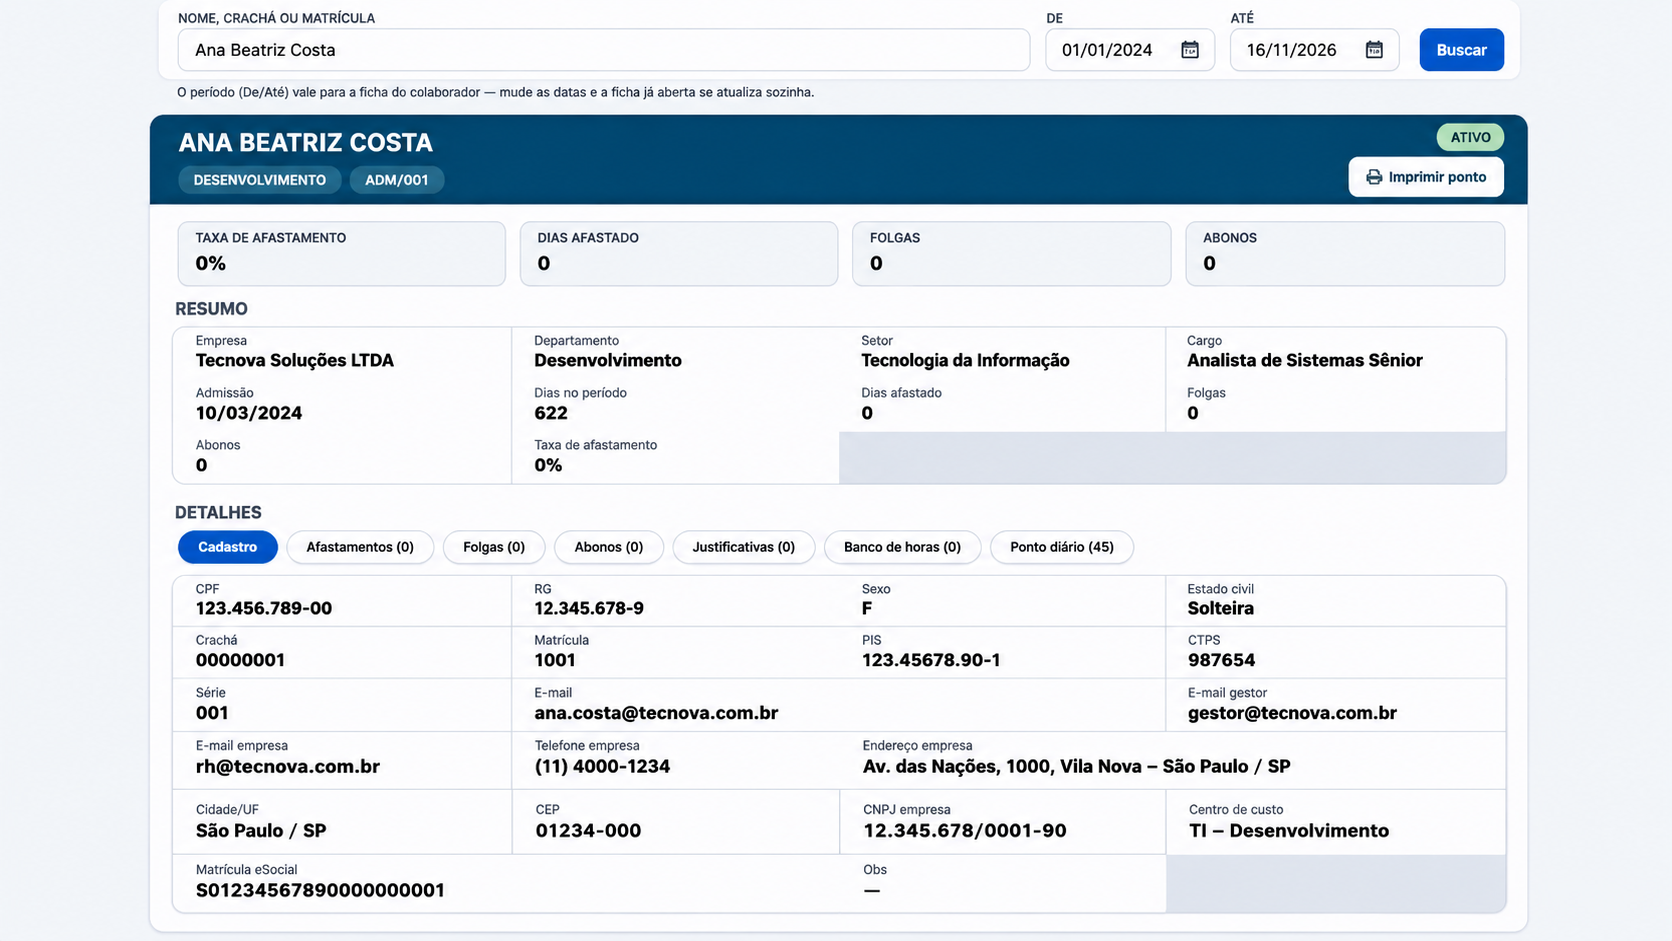 NOME, CRACHÁ OU MATRÍCULA
DE
ATÉ
Ana Beatriz Costa
01/01/2024
16/11/2026
Buscar
O período (De/Até) vale para a ficha do colaborador — mude as datas e a ficha já aberta se atualiza sozinha.
ANA BEATRIZ COSTA
ATIVO
DESENVOLVIMENTO
ADM/001
Imprimir ponto
TAXA DE AFASTAMENTO
0%
DIAS AFASTADO
0
FOLGAS
0
ABONOS
0
RESUMO
Empresa
Tecnova Soluções LTDA
Departamento
Desenvolvimento
Setor
Tecnologia da Informação
Cargo
Analista de Sistemas Sênior
Admissão
10/03/2024
Dias no período
622
Dias afastado
0
Folgas
0
Abonos
0
Taxa de afastamento
0%
DETALHES
Cadastro
Afastamentos (0)
Folgas (0)
Abonos (0)
Justificativas (0)
Banco de horas (0)
Ponto diário (45)
CPF
123.456.789-00
RG
12.345.678-9
Sexo
F
Estado civil
Solteira
Crachá
00000001
Matrícula
1001
PIS
123.45678.90-1
CTPS
987654
Série
001
E-mail
ana.costa@tecnova.com.br
E-mail gestor
gestor@tecnova.com.br
E-mail empresa
rh@tecnova.com.br
Telefone empresa
(11) 4000-1234
Endereço empresa
Av. das Nações, 1000, Vila Nova – São Paulo / SP
Cidade/UF
São Paulo / SP
CEP
01234-000
CNPJ empresa
12.345.678/0001-90
Centro de custo
TI – Desenvolvimento
Matrícula eSocial
S01234567890000000001
Obs
—